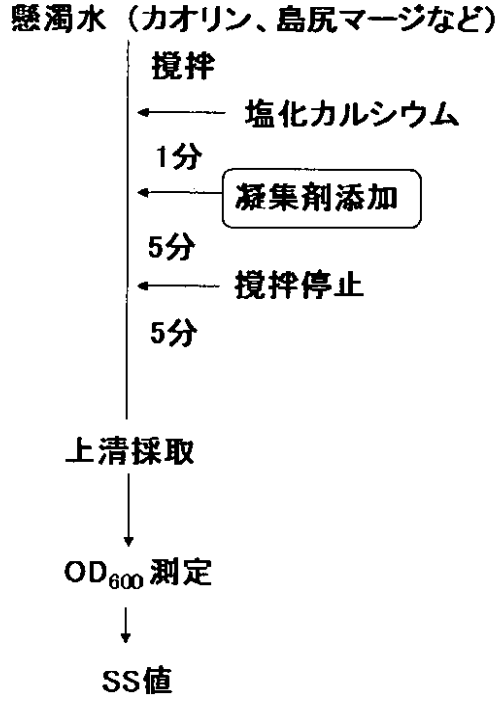 懸濁水（カオリン、島尻マージなど）
撹拌
塩化カルシウム
1分
凝集剤添加
5分
撹拌停止
5分
上清採取
OD600 測定
SS値